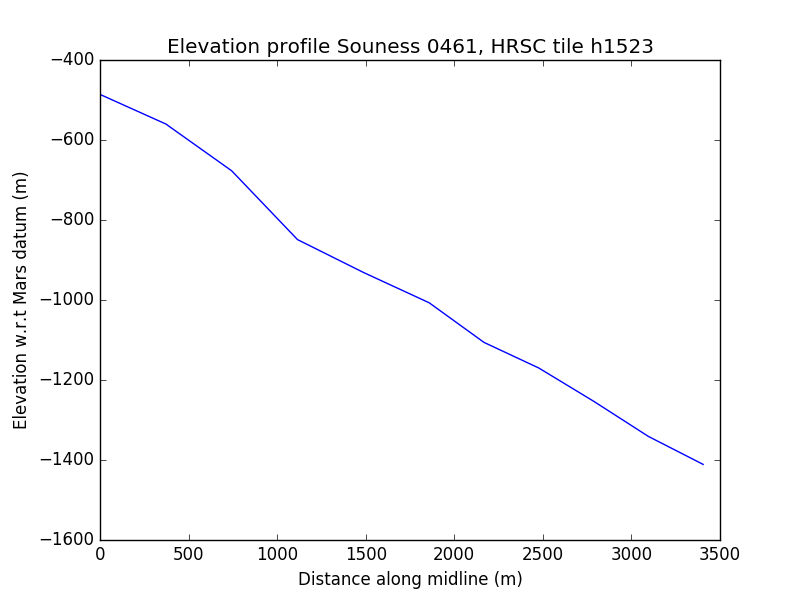 Elevation profile Souness 0461, HRSC tile h1523
−400
−600
−800
−1000
−1200
−1400
−1600
Elevation w.r.t Mars datum (m)
0 500 1000 1500 2000 2500 3000 3500
Distance along midline (m)